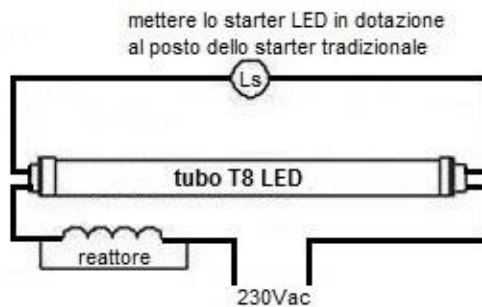 mettere lo starter LED in dotazione
al posto dello starter tradizionale
Ls
tubo T8 LED
reattore
230Vac